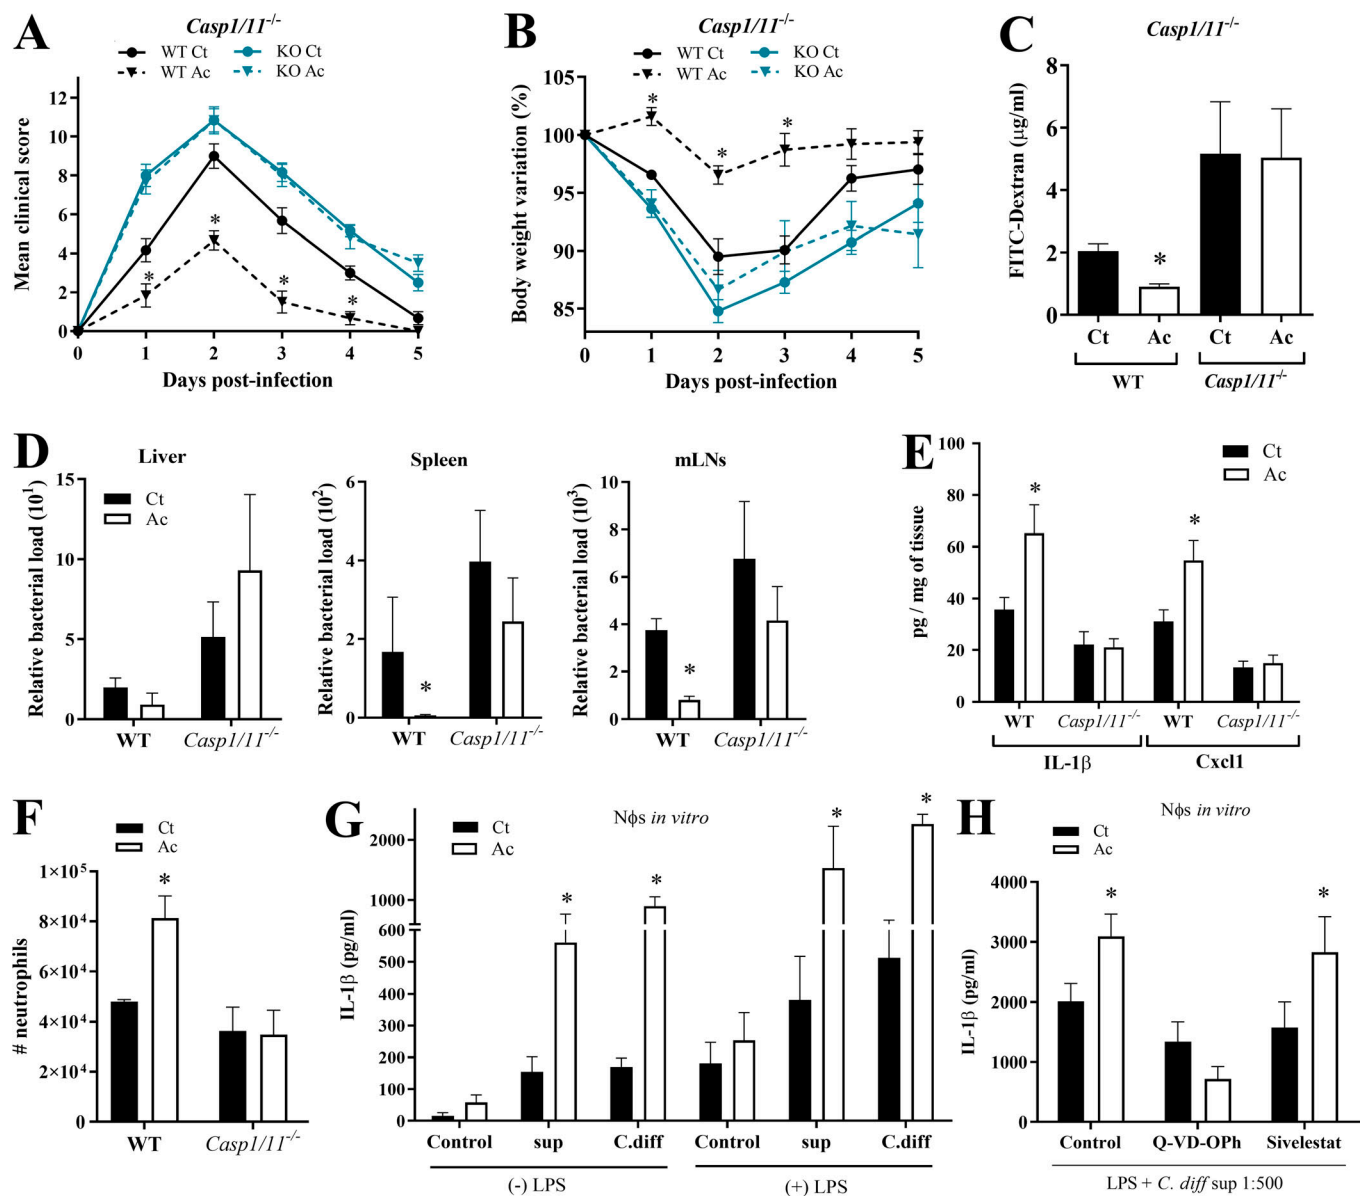 A
Casp1/11-/-
WT Ct
KO Ct
WT Ac
KO Ac
Mean clinical score
12
10
8
6
4
2
0
0 1 2 3 4 5
* * * *
Days post-infection
B
Casp1/11-/-
WT Ct
KO Ct
WT Ac
KO Ac
Body weight variation (%)
105
100
95
90
85
0 1 2 3 4 5
* * *
Days post-infection
C
Casp1/11-/-
FITC-Dextran (μg/ml)
8
6
4
2
0
*
Ct Ac Ct Ac
WT Casp1/11-/-
D
Liver
Ct
Ac
Relative bacterial load (10¹)
15
10
5
0
WT Casp1/11-/-
Spleen
Relative bacterial load (10²)
6
4
2
0
*
WT Casp1/11-/-
mLNs
Relative bacterial load (10³)
10
8
6
4
2
0
*
WT Casp1/11-/-
E
Ct
Ac
pg / mg of tissue
100
80
60
40
20
0
* *
WT Casp1/11-/- WT Casp1/11-/-
IL-1β Cxcl1
F
Ct
Ac
# neutrophils
1×10⁵
8×10⁴
6×10⁴
4×10⁴
2×10⁴
0
*
WT Casp1/11-/-
G
Nϕs in vitro
Ct
Ac
IL-1β (pg/ml)
2000
1000
600
500
400
300
200
100
0
* * * *
Control sup C.diff Control sup C.diff
(-) LPS (+) LPS
H
Nϕs in vitro
Ct
Ac
IL-1β (pg/ml)
4000
3000
2000
1000
0
* *
Control Q-VD-OPh Sivelestat
LPS + C. diff sup 1:500